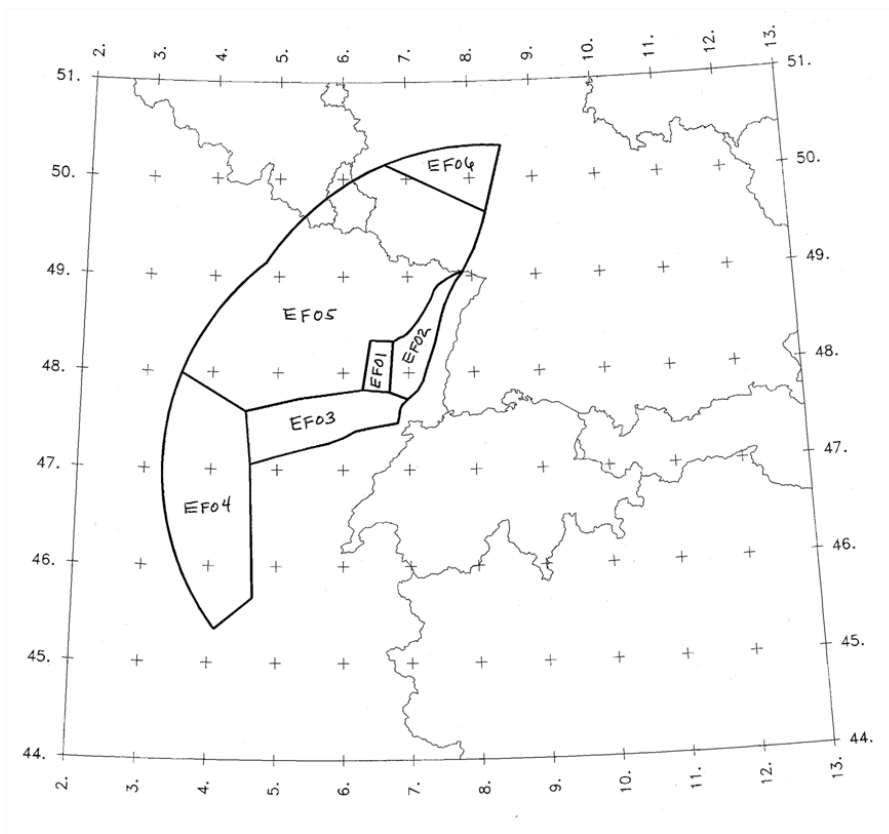 2. 3. 4. 5. 6. 7. 8. 9. 10. 11. 12. 13.
51. 51.
EF06
50. 50.
49. 49.
EF05
EF02
EF01
48. 48.
EF03
47. 47.
EF04
46. 46.
45. 45.
44. 44.
2. 3. 4. 5. 6. 7. 8. 9. 10. 11. 12. 13.